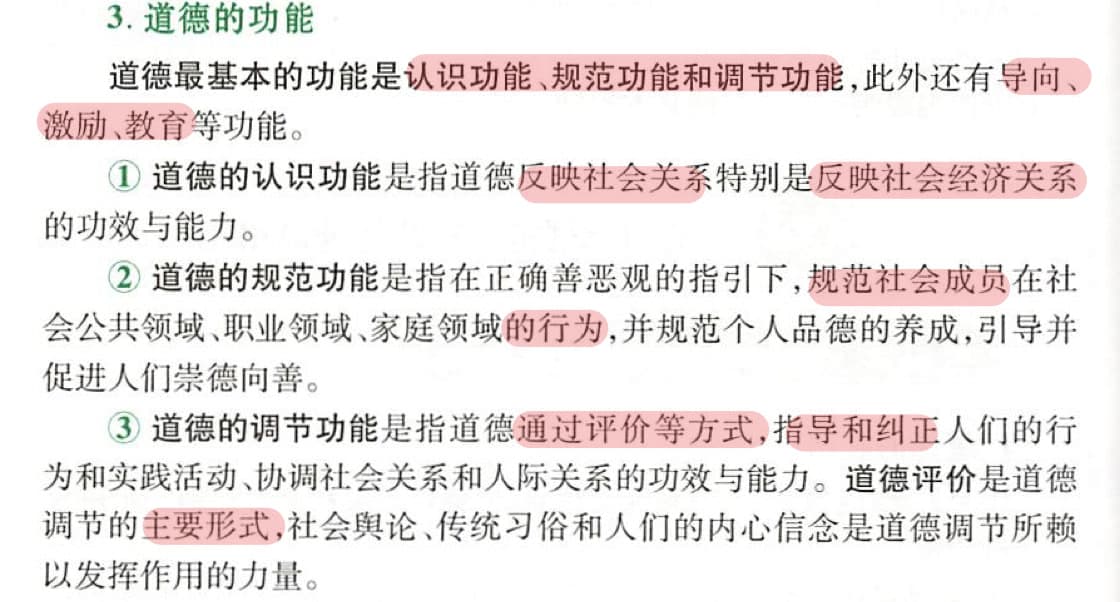 3. 道德的功能
道德最基本的功能是认识功能、规范功能和调节功能,此外还有导向、
激励、教育等功能。
① 道德的认识功能是指道德反映社会关系特别是反映社会经济关系
的功效与能力。
② 道德的规范功能是指在正确善恶观的指引下,规范社会成员在社
会公共领域、职业领域、家庭领域的行为,并规范个人品德的养成,引导并
促进人们崇德向善。
③ 道德的调节功能是指道德通过评价等方式,指导和纠正人们的行
为和实践活动、协调社会关系和人际关系的功效与能力。道德评价是道德
调节的主要形式,社会舆论、传统习俗和人们的内心信念是道德调节所赖
以发挥作用的力量。